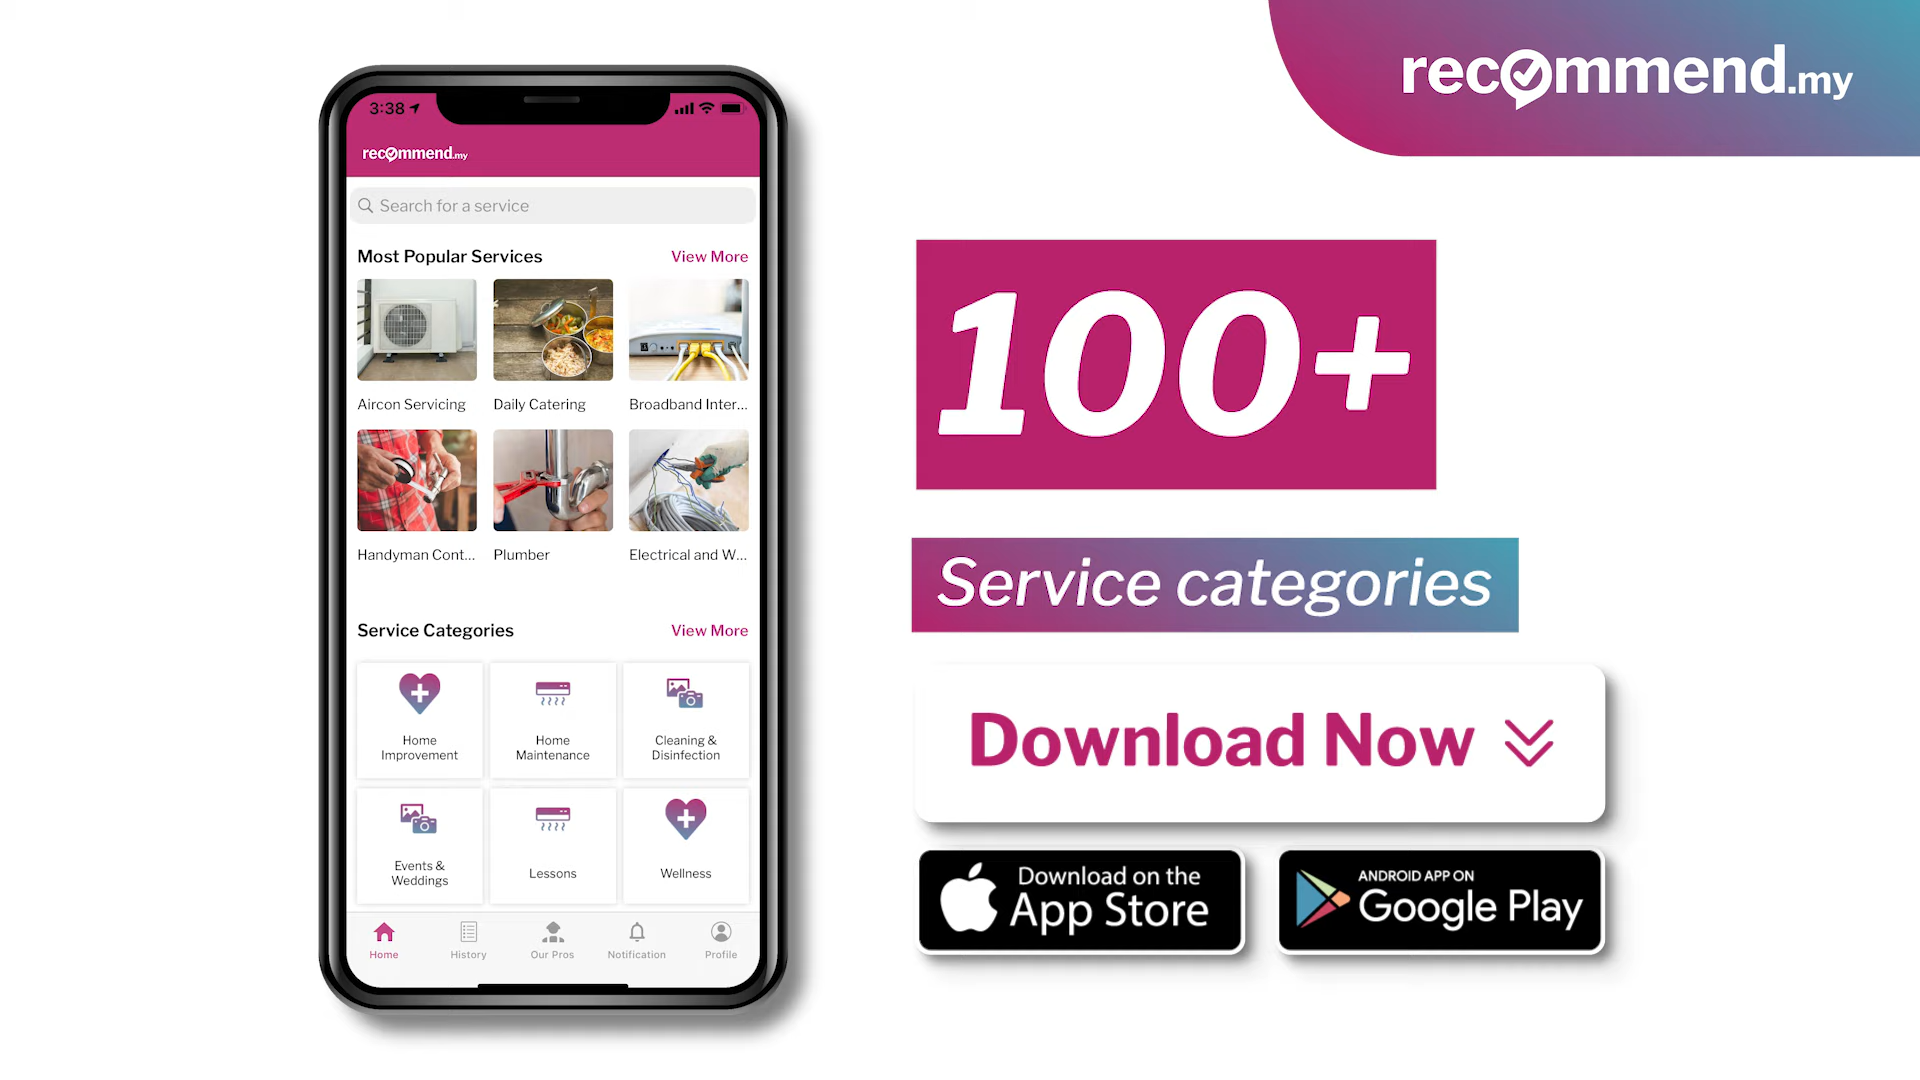 recommend.my
3:38
recommend.my
Search for a service
Most Popular Services
View More
Aircon Servicing
Daily Catering
Broadband Inter...
Handyman Cont...
Plumber
Electrical and W...
Service Categories
View More
Home
Improvement
Home
Maintenance
Cleaning &
Disinfection
Events &
Weddings
Lessons
Wellness
Home
History
Our Pros
Notification
Profile
100+
Service categories
Download Now
Download on the
App Store
ANDROID APP ON
Google Play